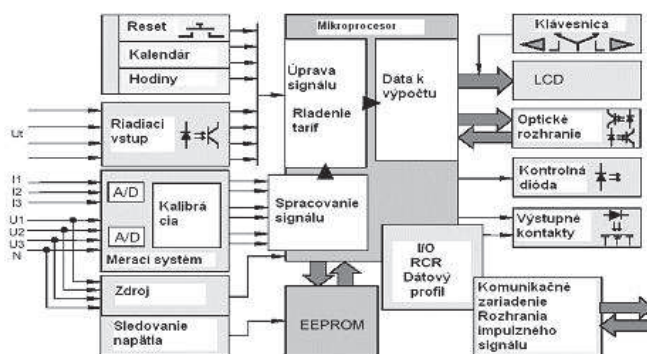 Reset
Kalendár
Hodiny
Ut
Riadiaci
vstup
I1
I2
I3
U1
U2
U3
N
A/D
A/D
Kalibrá
cia
Merací systém
Zdroj
Sledovanie
napätia
Mikroprocesor
Úprava
signálu
Riadenie
taríf
Data k
výpočtu
Spracovanie
signálu
I/O
RCR
Dátový
profil
EEPROM
Klávesnica
LCD
Optické
rozhranie
Kontrolná
dióda
Výstupné
kontakty
Komunikačné
zariadenie
Rozhrania
impulzného
signálu